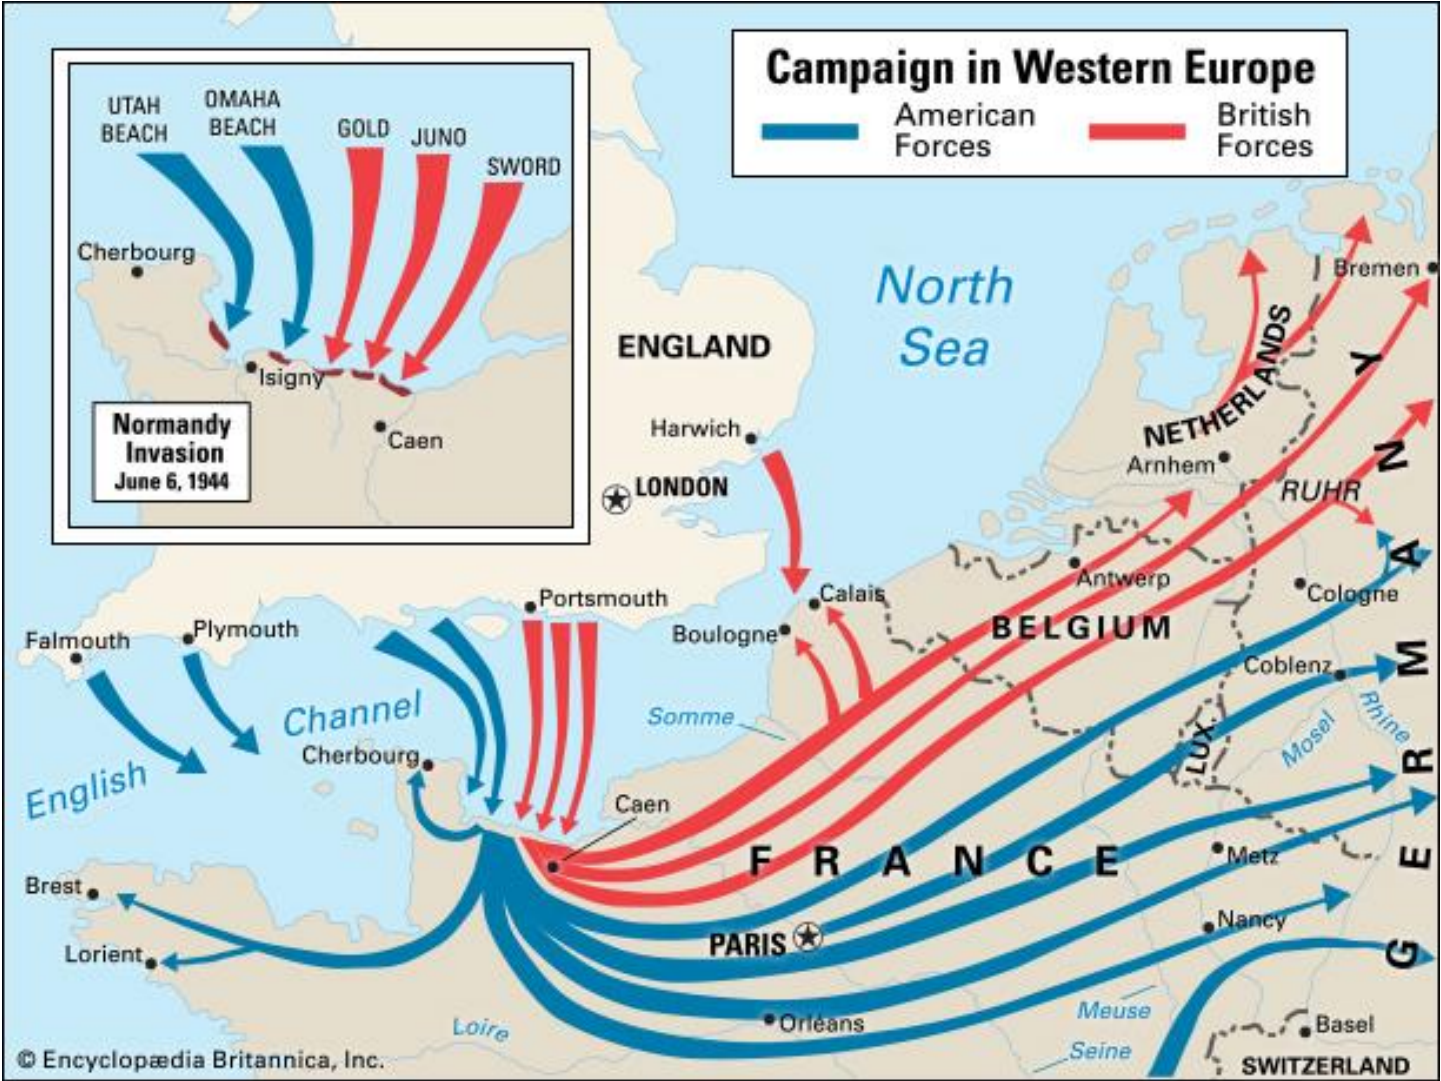 Campaign in Western Europe
American
Forces
British
Forces
UTAH
BEACH
OMAHA
BEACH
GOLD
JUNO
SWORD
Cherbourg
Isigny
Caen
Normandy
Invasion
June 6, 1944
North
Sea
ENGLAND
Harwich
LONDON
Bremen
NETHERLANDS
Arnhem
RUHR
Antwerp
Cologne
BELGIUM
Calais
Boulogne
Portsmouth
Plymouth
Falmouth
Coblenz
Rhine
Mosel
LUX.
Somme
English Channel
Cherbourg
Caen
FRANCE
GERMANY
Metz
Nancy
Brest
Lorient
PARIS
Orléans
Loire
Meuse
Seine
Basel
SWITZERLAND
© Encyclopædia Britannica, Inc.